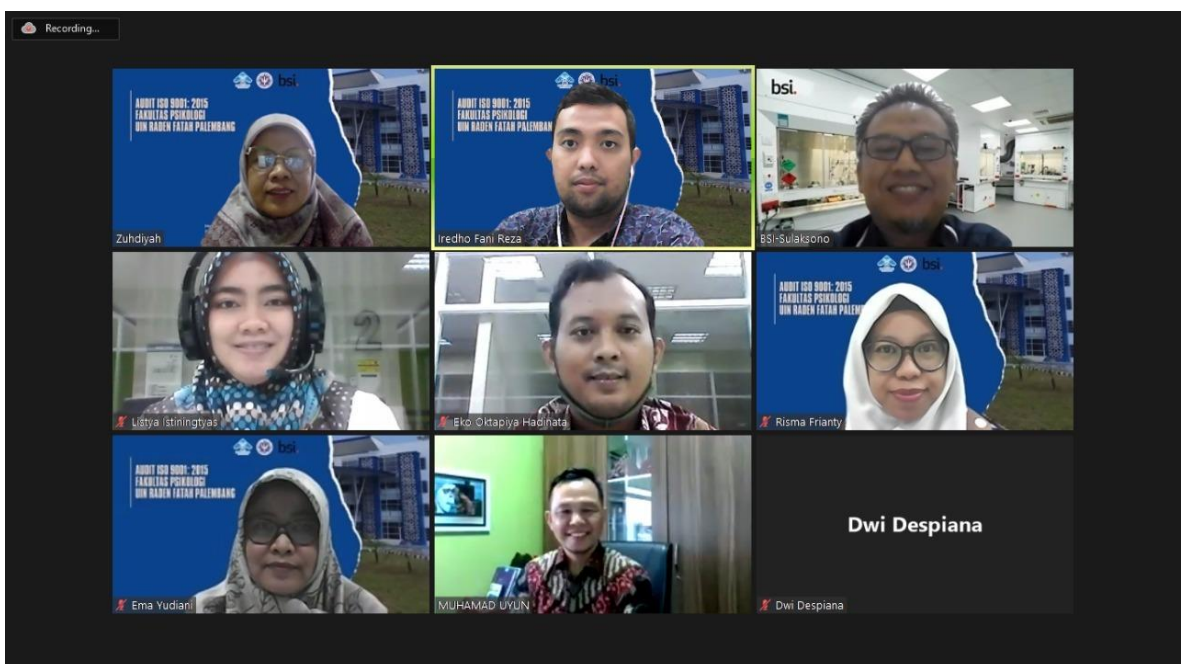 Recording...
bsi.
AUDIT ISO 9001: 2015
FAKULTAS PSIKOLOGI
UIN RADEN FATAH PALEMBANG
Zuhdiyah
bsi.
AUDIT ISO 9001: 2015
FAKULTAS PSIKOLOGI
UIN RADEN FATAH PALEMBAN
Iredho Fani Reza
bsi.
BSI-Sulaksono
2
Listya Istiningtyas
Eko Oktapiya Hadinata
bsi.
AUDIT ISO 9001: 2015
FAKULTAS PSIKOLOGI
UIN RADEN FATAH PALEM
Risma Frianty
bsi.
AUDIT ISO 9001: 2015
FAKULTAS PSIKOLOGI
UIN RADEN FATAH PALEMBANG
Ema Yudiani
MUHAMAD UYUN
Dwi Despiana
Dwi Despiana